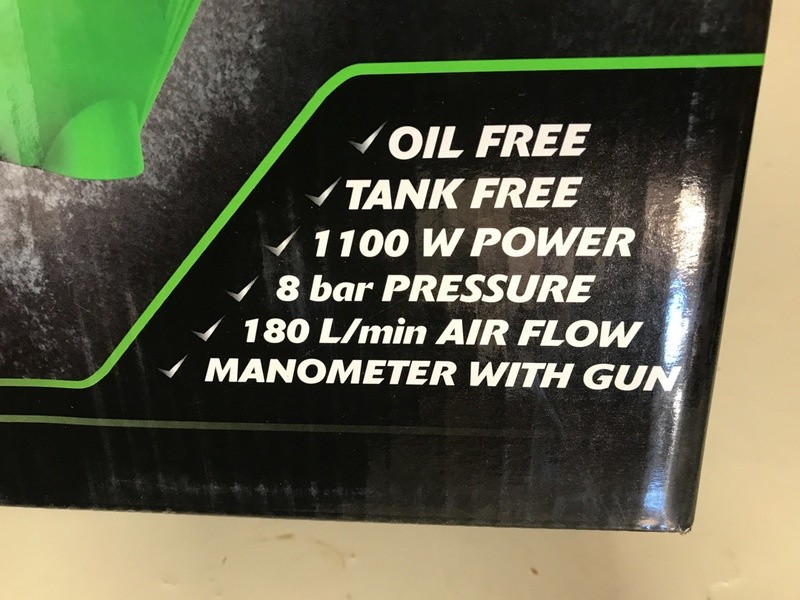 OIL FREE
TANK FREE
1100 W POWER
8 bar PRESSURE
180 L/min AIR FLOW
MANOMETER WITH GUN